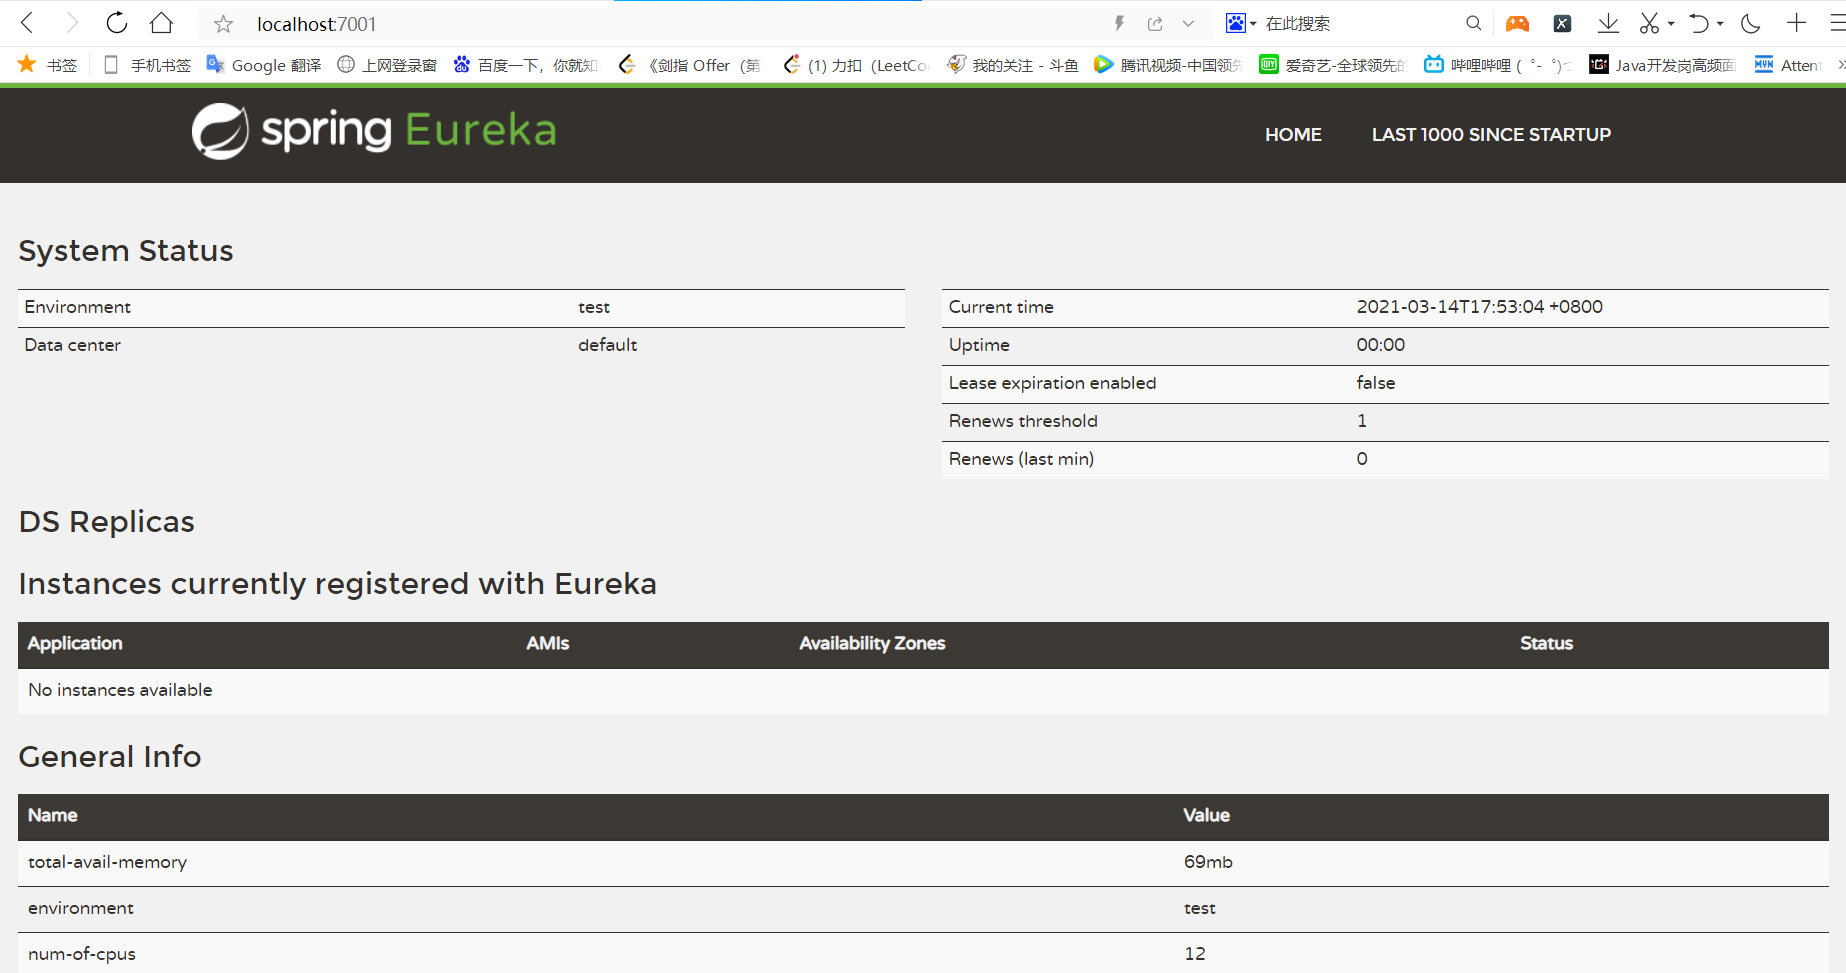 localhost:7001 在此搜索
书签 手机书签 Google 翻译 上网登录窗 百度一下，你就知 《剑指 Offer（第 (1) 力扣（LeetCo 我的关注 - 斗鱼 腾讯视频-中国领先 爱奇艺-全球领先的 哔哩哔哩 ( ゜- ゜)つ Java开发岗高频面 Attent
spring Eureka HOME LAST 1000 SINCE STARTUP
System Status
Environment test
Data center default
Current time 2021-03-14T17:53:04 +0800
Uptime 00:00
Lease expiration enabled false
Renews threshold 1
Renews (last min) 0
DS Replicas
Instances currently registered with Eureka
Application AMIs Availability Zones Status
No instances available
General Info
Name Value
total-avail-memory 69mb
environment test
num-of-cpus 12